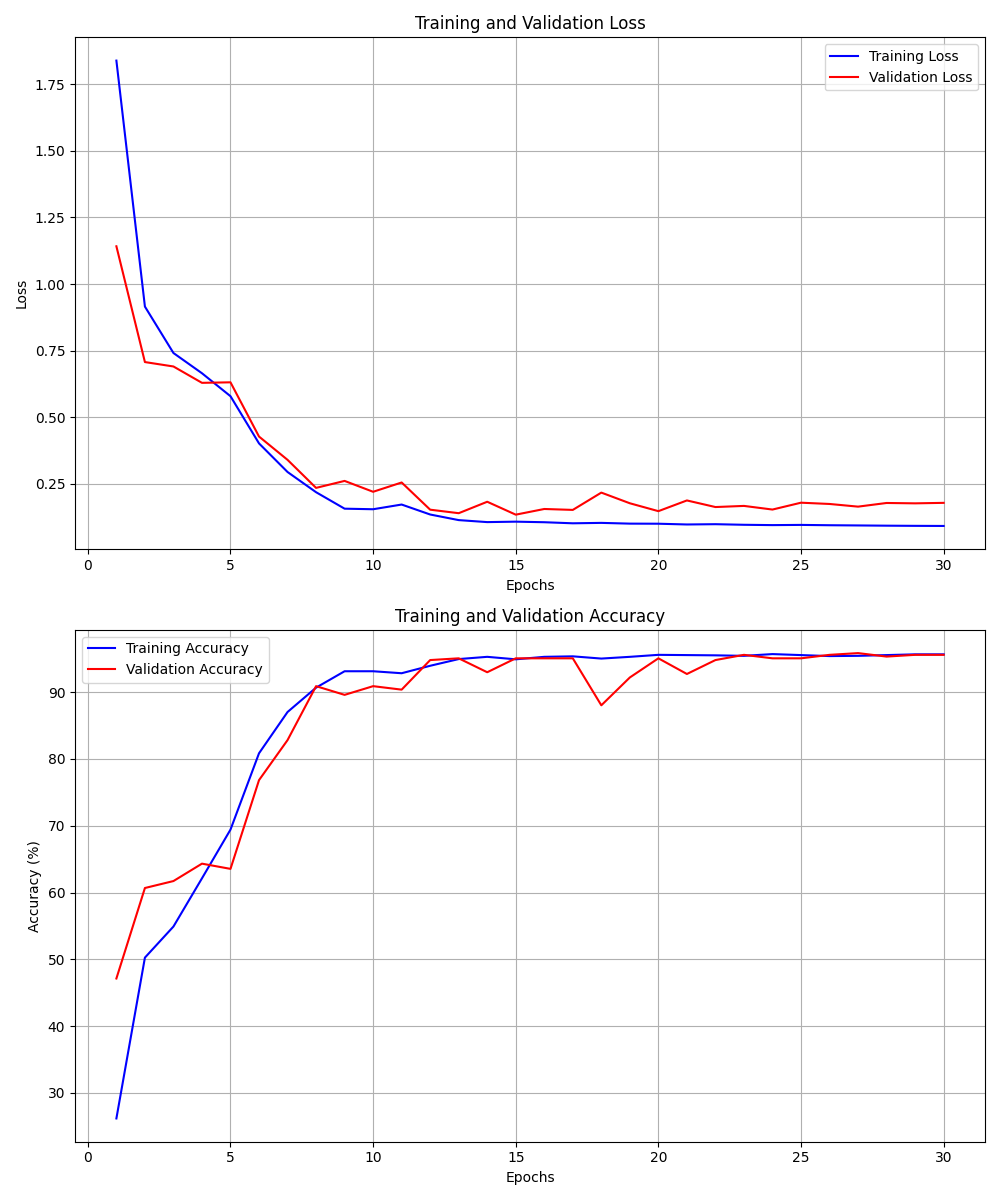 Training and Validation Loss
Training Loss
Validation Loss
1.75
1.50
1.25
1.00
0.75
0.50
0.25
Loss
0 5 10 15 20 25 30
Epochs
Training and Validation Accuracy
Training Accuracy
Validation Accuracy
90
80
70
60
50
40
30
Accuracy (%)
0 5 10 15 20 25 30
Epochs